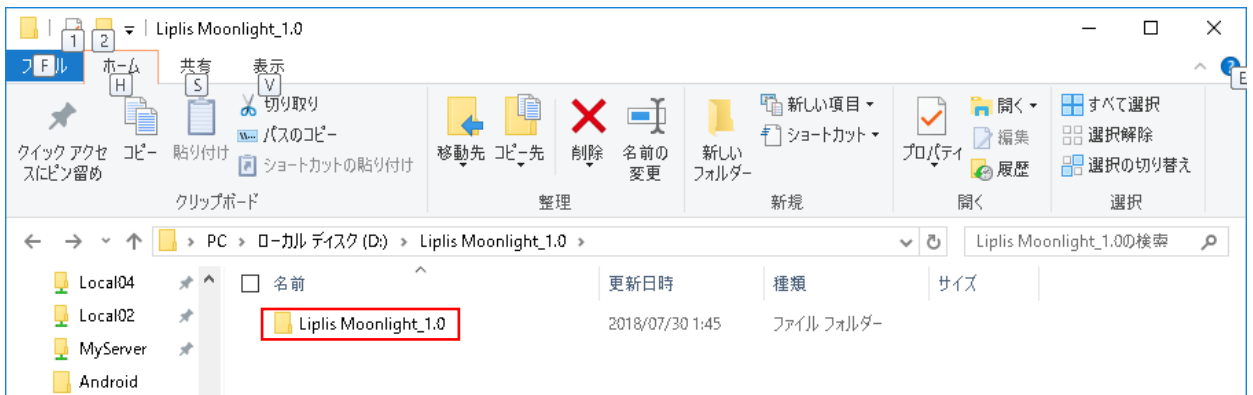 Liplis Moonlight_1.0
1 2
フ F ル ホーム 共有 表示
H S V E
クイック アクセスにピン留め
コピー
貼り付け
切り取り
パスのコピー
ショートカットの貼り付け
クリップボード
移動先
コピー先
削除
名前の
変更
整理
新しい
フォルダー
新しい項目
ショートカット
新規
プロパティ
開く
編集
履歴
開く
すべて選択
選択解除
選択の切り替え
選択
PC > ローカル ディスク (D:) > Liplis Moonlight_1.0 >
Liplis Moonlight_1.0の検索
Local04
Local02
MyServer
Android
名前 更新日時 種類 サイズ
Liplis Moonlight_1.0 2018/07/30 1:45 ファイル フォルダー